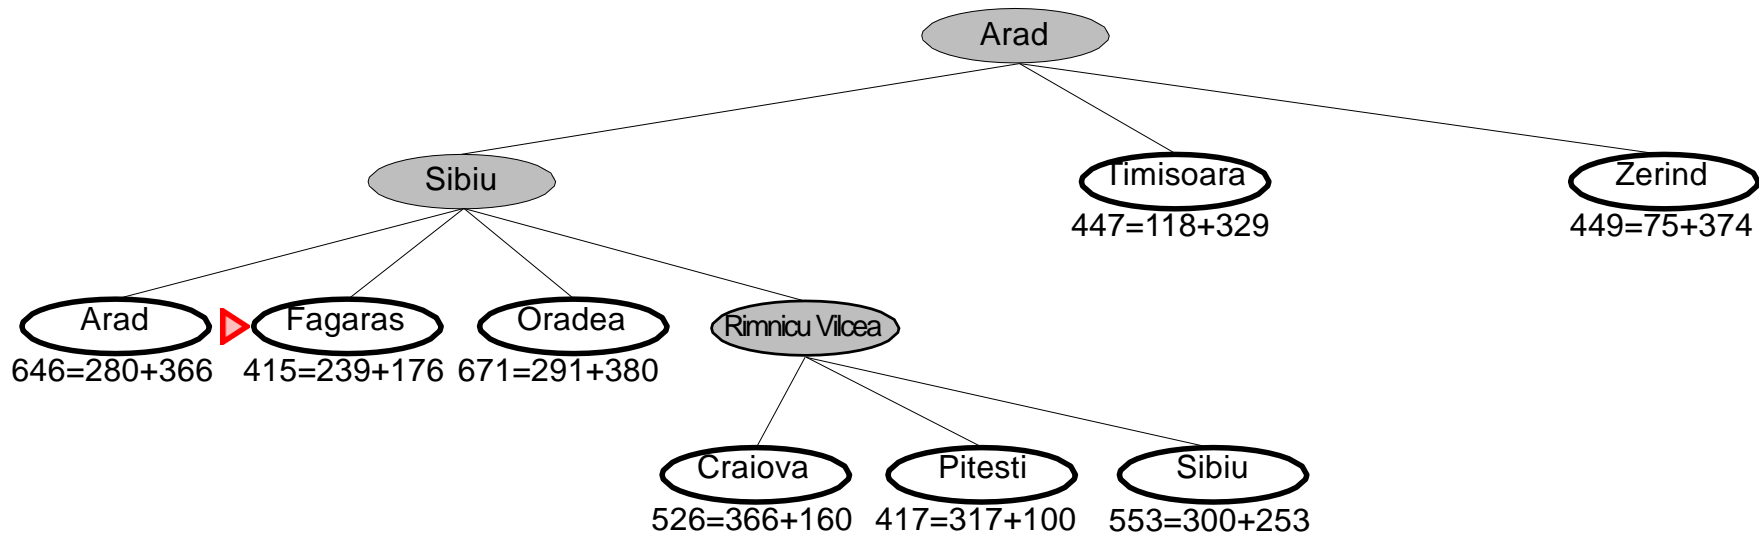 Arad
Sibiu
Timisoara
Zerind
447=118+329
449=75+374
Arad
Fagaras
Oradea
Rimnicu Vilcea
646=280+366
415=239+176
671=291+380
Craiova
Pitesti
Sibiu
526=366+160
417=317+100
553=300+253